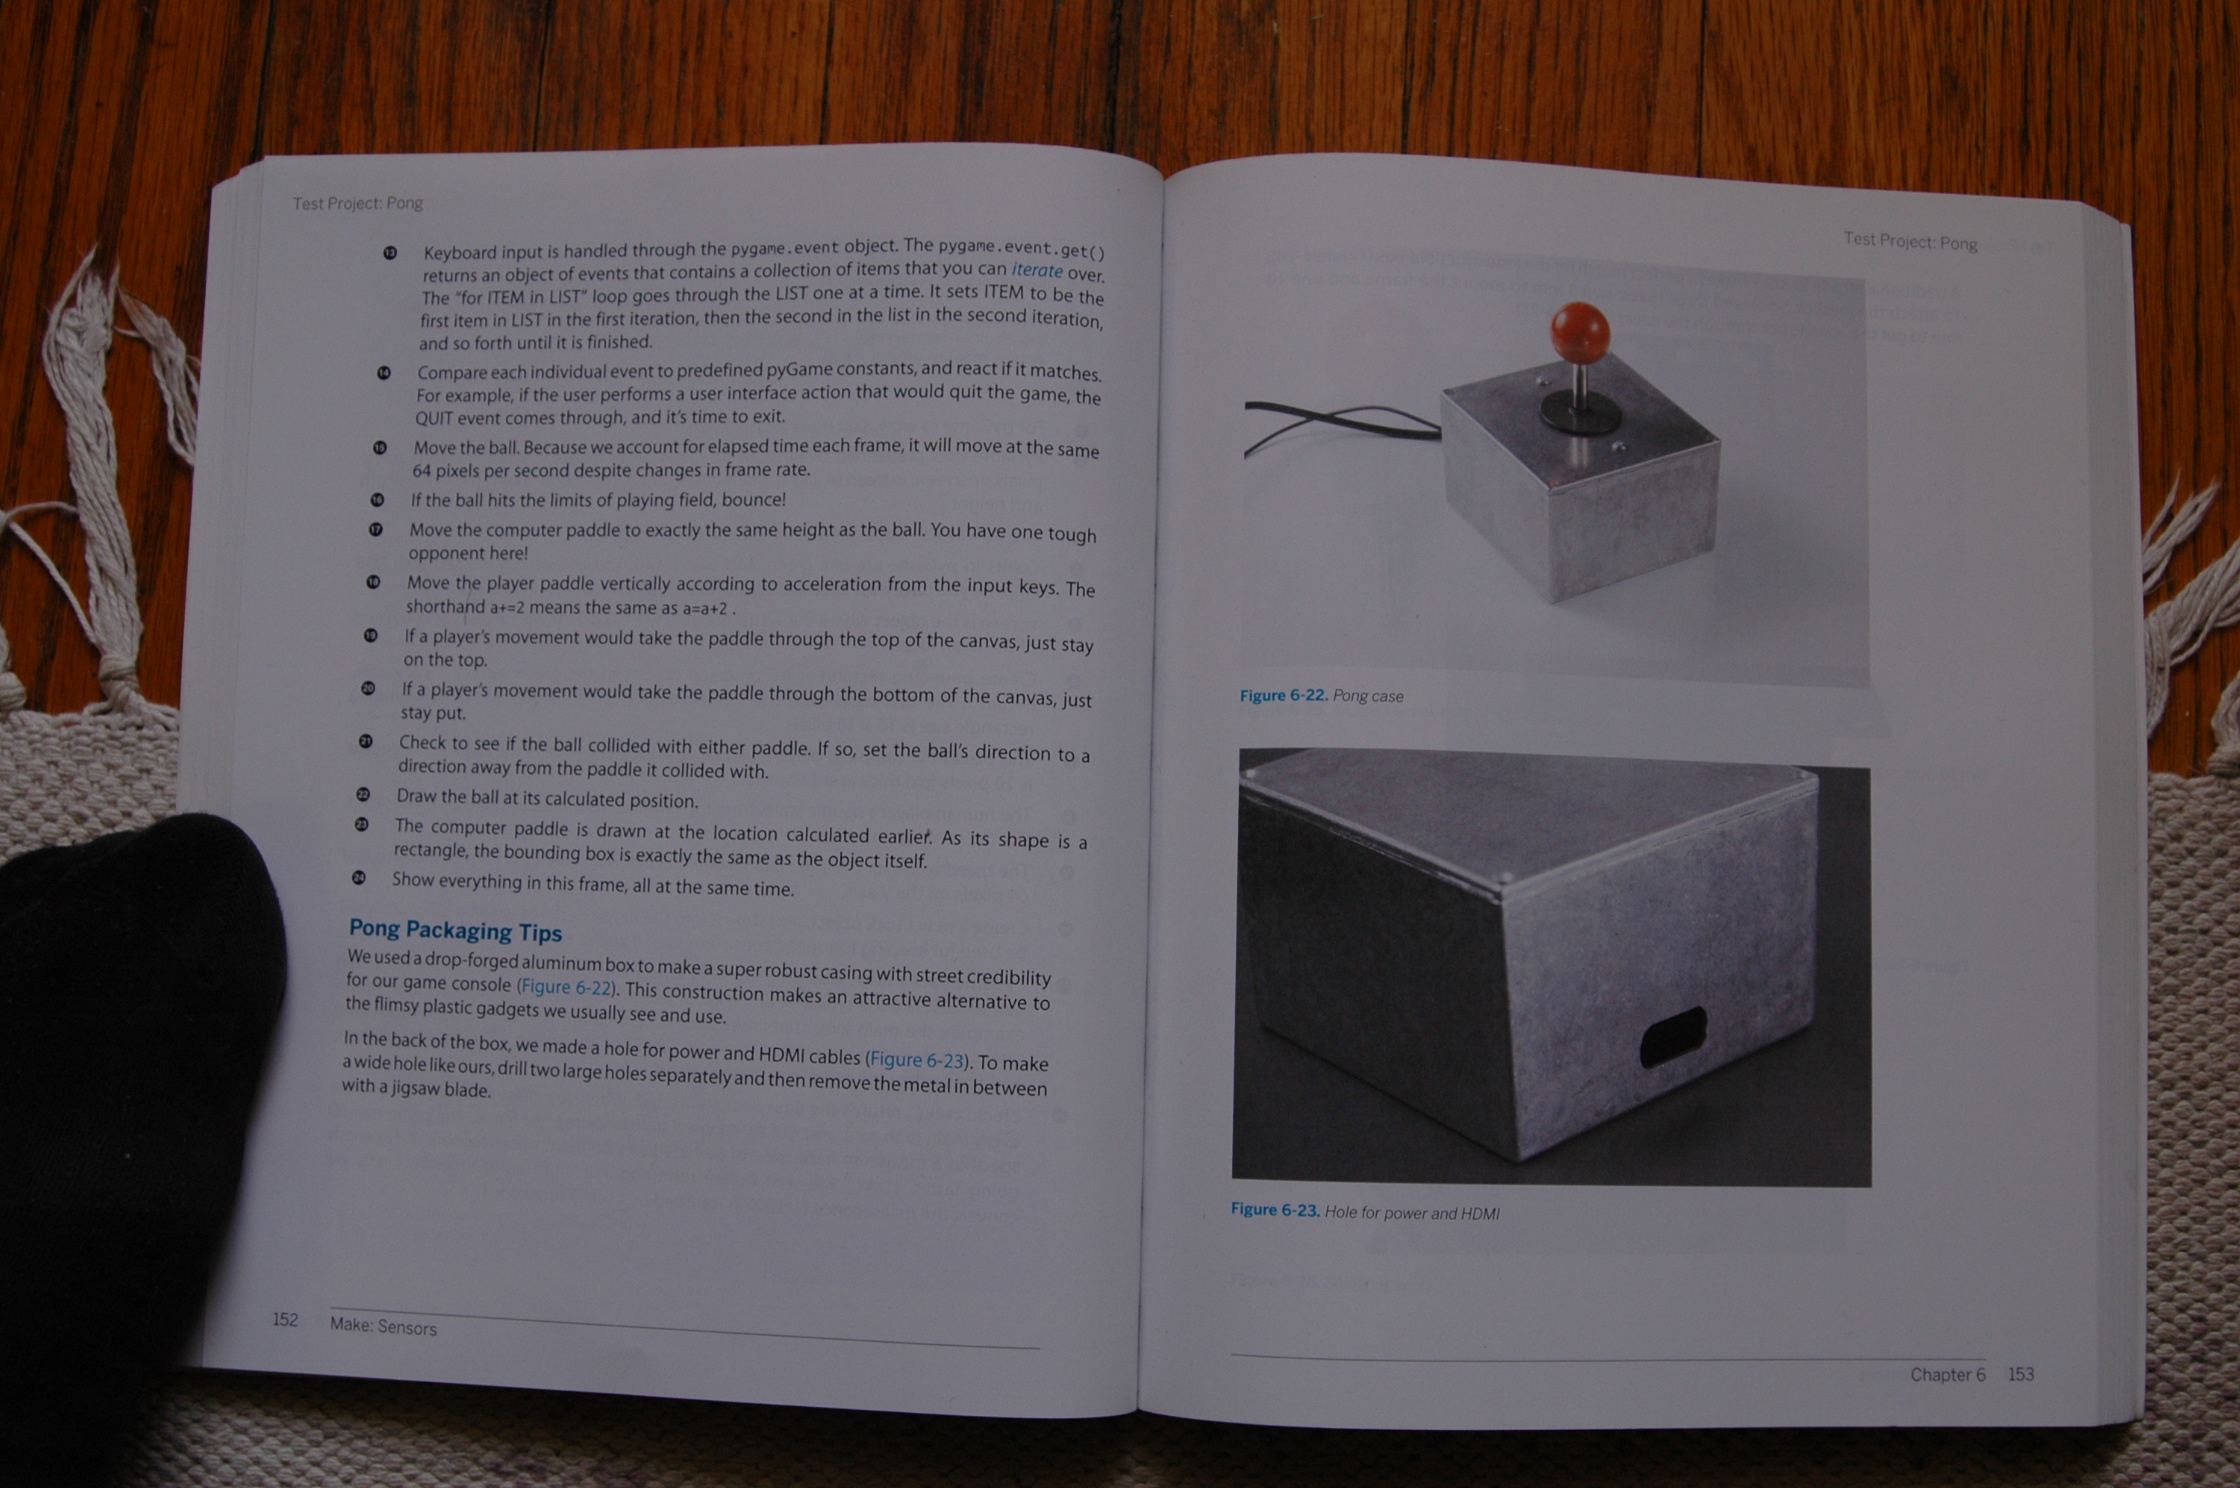 Test Project: Pong
13 Keyboard input is handled through the pygame.event object. The pygame.event.get()
returns an object of events that contains a collection of items that you can iterate over.
The "for ITEM in LIST" loop goes through the LIST one at a time. It sets ITEM to be the
first item in LIST in the first iteration, then the second in the list in the second iteration,
and so forth until it is finished.
14 Compare each individual event to predefined pyGame constants, and react if it matches.
For example, if the user performs a user interface action that would quit the game, the
QUIT event comes through, and it's time to exit.
15 Move the ball. Because we account for elapsed time each frame, it will move at the same
64 pixels per second despite changes in frame rate.
16 If the ball hits the limits of playing field, bounce!
17 Move the computer paddle to exactly the same height as the ball. You have one tough
opponent here!
18 Move the player paddle vertically according to acceleration from the input keys. The
shorthand a+=2 means the same as a=a+2 .
19 If a player's movement would take the paddle through the top of the canvas, just stay
on the top.
20 If a player's movement would take the paddle through the bottom of the canvas, just
stay put.
21 Check to see if the ball collided with either paddle. If so, set the ball's direction to a
direction away from the paddle it collided with.
22 Draw the ball at its calculated position.
23 The computer paddle is drawn at the location calculated earlier. As its shape is a
rectangle, the bounding box is exactly the same as the object itself.
24 Show everything in this frame, all at the same time.
Pong Packaging Tips
We used a drop-forged aluminum box to make a super robust casing with street credibility
for our game console (Figure 6-22). This construction makes an attractive alternative to
the flimsy plastic gadgets we usually see and use.
In the back of the box, we made a hole for power and HDMI cables (Figure 6-23). To make
a wide hole like ours, drill two large holes separately and then remove the metal in between
with a jigsaw blade.
152 Make: Sensors
Test Project: Pong
Figure 6-22. Pong case
Figure 6-23. Hole for power and HDMI
Chapter 6 153